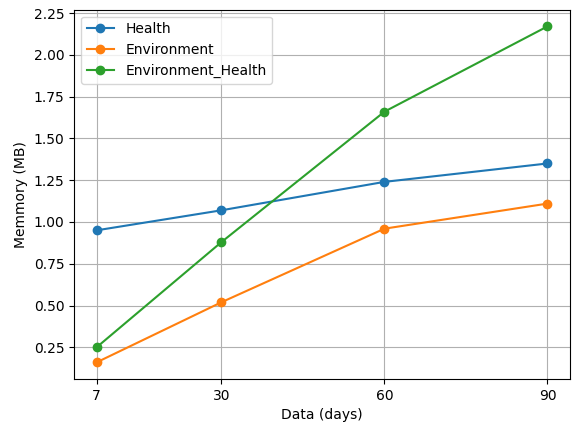 2.25
2.00
1.75
1.50
1.25
1.00
0.75
0.50
0.25
Memmory (MB)
Health
Environment
Environment_Health
7 30 60 90
Data (days)